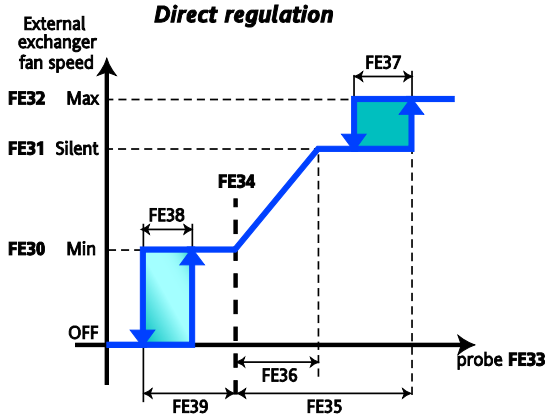 Direct regulation
External
exchanger
fan speed
FE37
FE32 Max
FE31 Silent
FE34
FE38
FE30 Min
OFF
probe FE33
FE36
FE39
FE35